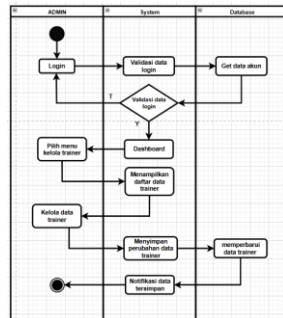 ADMIN
System
Database
Login
Validasi data
login
Get data akun
T
Validasi data
login
Y
Pilih menu
kelola trainer
Dashboard
Menampilkan
daftar data
trainer
Kelola data
trainer
Menyimpan
perubahan data
trainer
memperbarui
data trainer
Notifikasi data
tersimpan